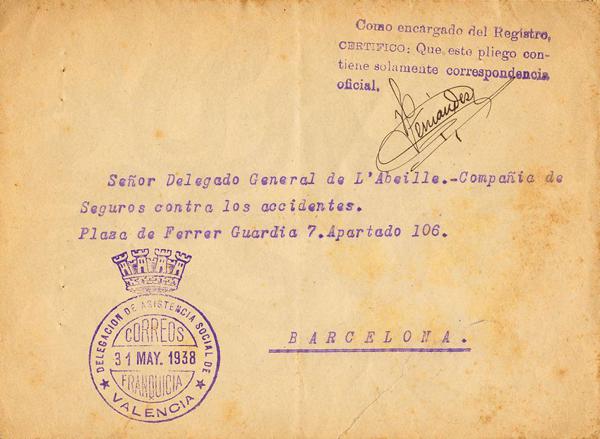 Como encargado del Registro,
CERTIFICO: Que este pliego con-
tiene solamente correspondencia
oficial.
Hernández
Señor Delegado General de L'Abeille.-Compañia de
Seguros contra los accidentes.
Plaza de Ferrer Guardia 7.Apartado 106.
BARCELONA.
DELEGACION DE ASISTENCIA SOCIAL DE
CORREOS
31 MAY. 1938
FRANQUICIA
★ VALENCIA ★